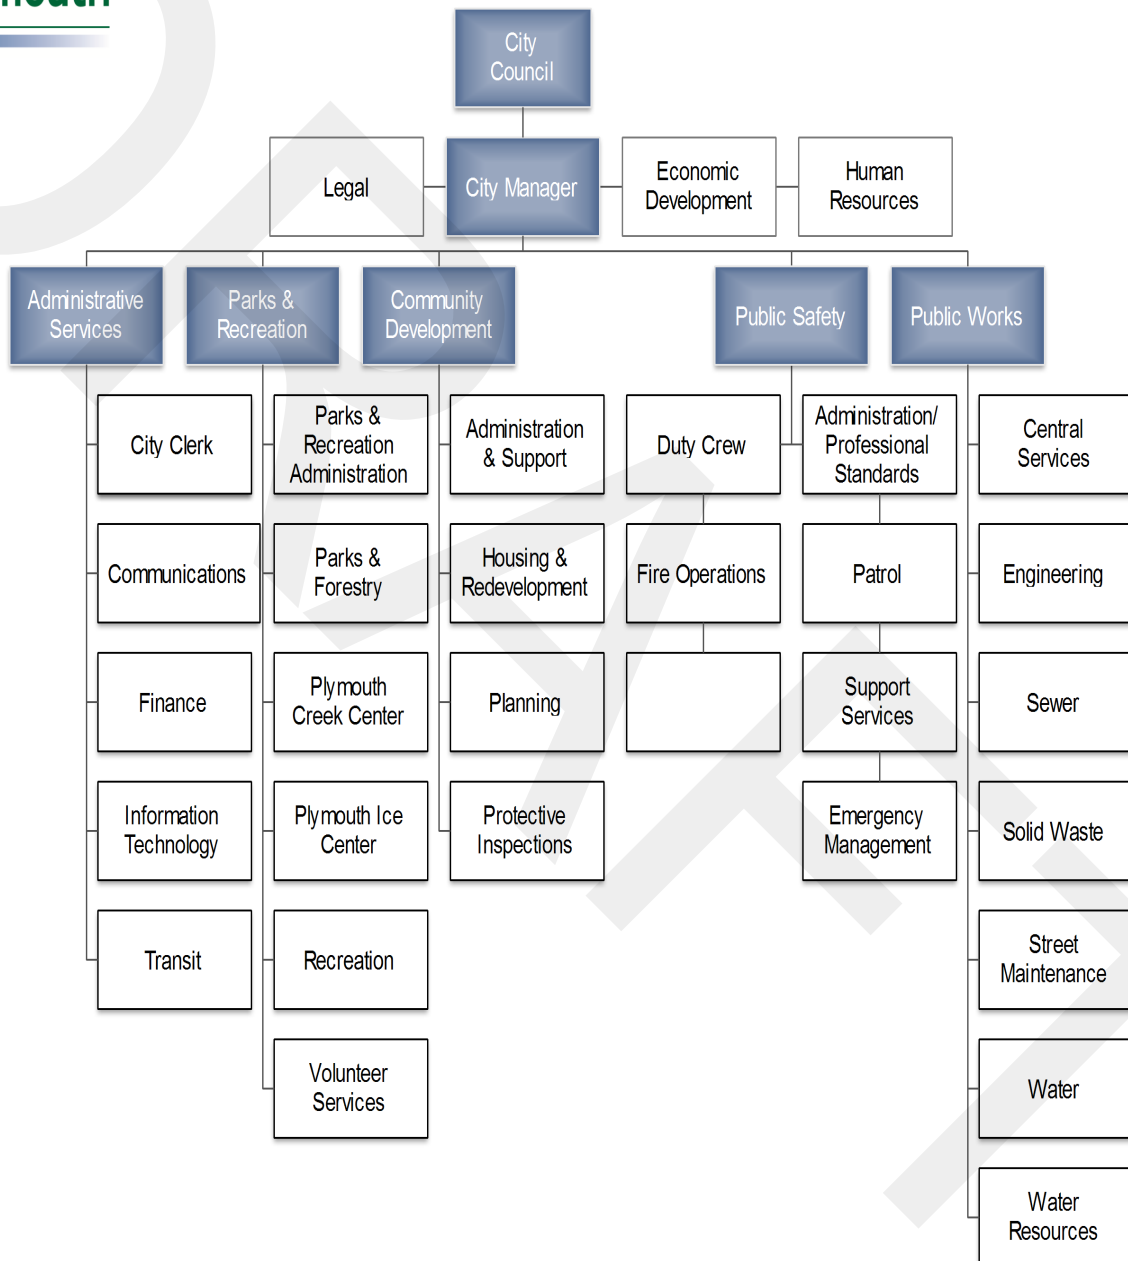 City
Council
Legal
City Manager
Economic
Development
Human
Resources
Administrative
Services
Parks &
Recreation
Community
Development
Public Safety
Public Works
City Clerk
Parks &
Recreation
Administration
Administration
& Support
Duty Crew
Administration/
Professional
Standards
Central
Services
Communications
Parks &
Forestry
Housing &
Redevelopment
Fire Operations
Patrol
Engineering
Finance
Plymouth
Creek Center
Planning
Support
Services
Sewer
Information
Technology
Plymouth Ice
Center
Protective
Inspections
Emergency
Management
Solid Waste
Transit
Recreation
Street
Maintenance
Volunteer
Services
Water
Water
Resources
DRAFT